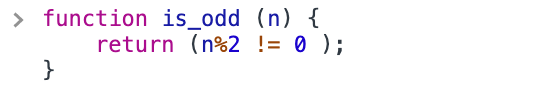 > function is_odd (n) {
    return (n%2 != 0 );
}